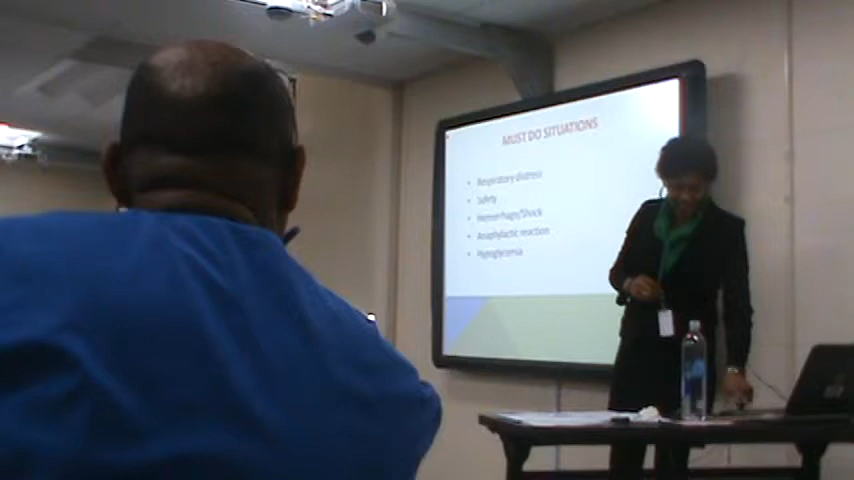 MUST DO SITUATIONS
• Respiratory distress
• Safety
• Hemorrhage/Shock
• Anaphylactic reaction
• Hypoglycemia